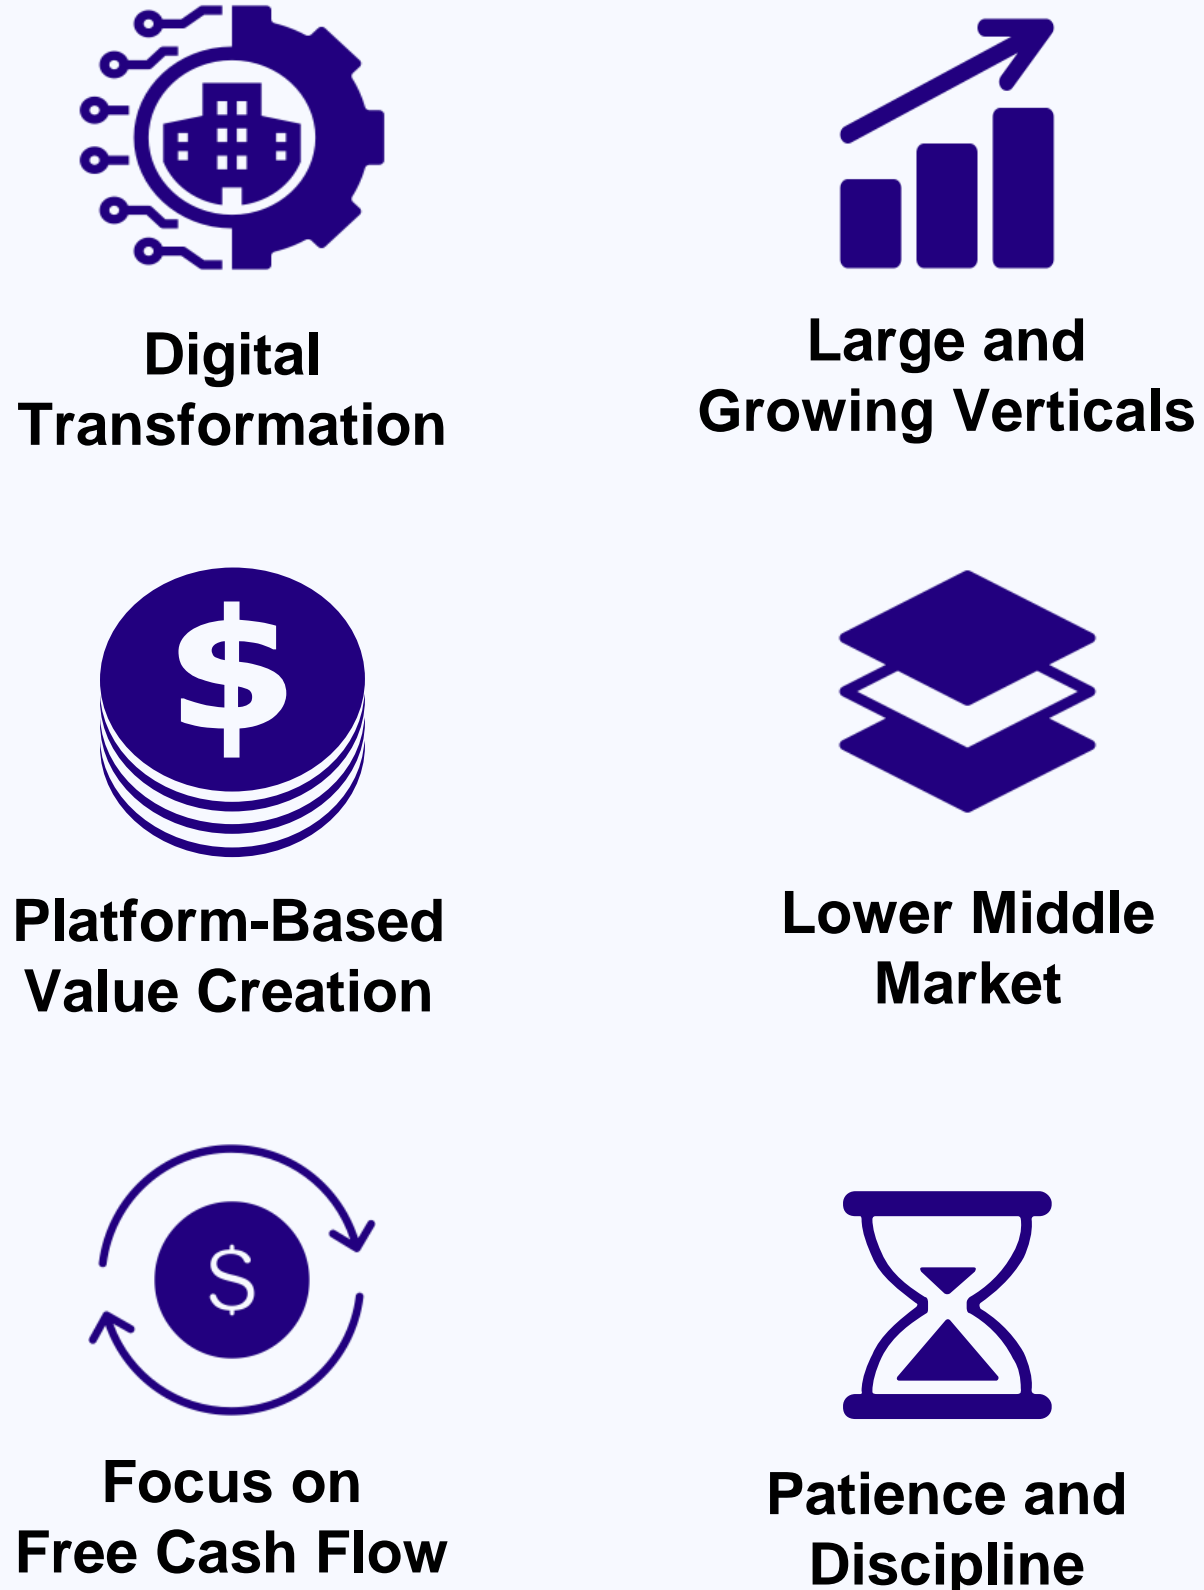 Digital
Transformation
Large and
Growing Verticals
$
Platform-Based
Value Creation
Lower Middle
Market
$
Focus on
Free Cash Flow
Patience and
Discipline